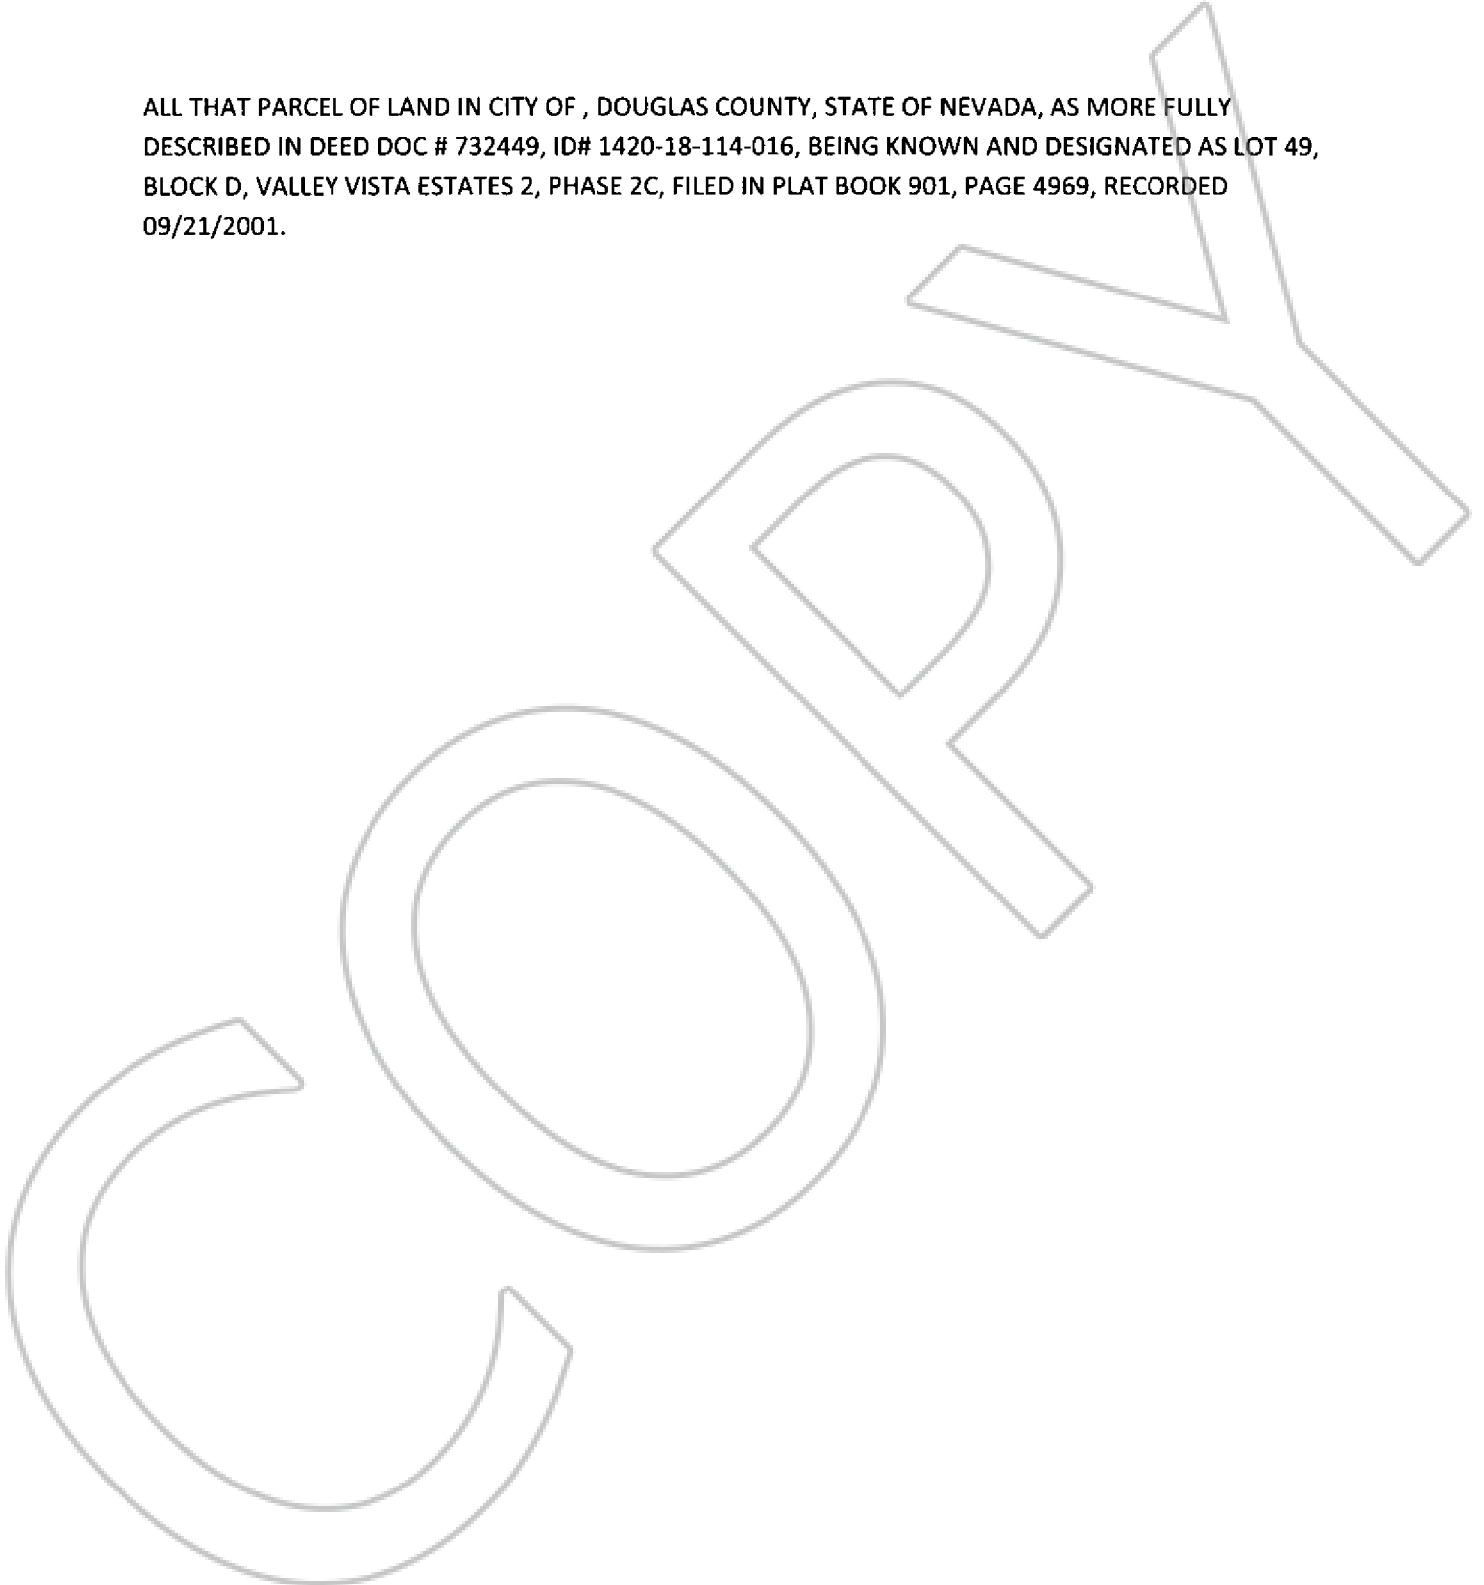 ALL THAT PARCEL OF LAND IN CITY OF , DOUGLAS COUNTY, STATE OF NEVADA, AS MORE FULLY
DESCRIBED IN DEED DOC # 732449, ID# 1420-18-114-016, BEING KNOWN AND DESIGNATED AS LOT 49,
BLOCK D, VALLEY VISTA ESTATES 2, PHASE 2C, FILED IN PLAT BOOK 901, PAGE 4969, RECORDED
09/21/2001.
COPY